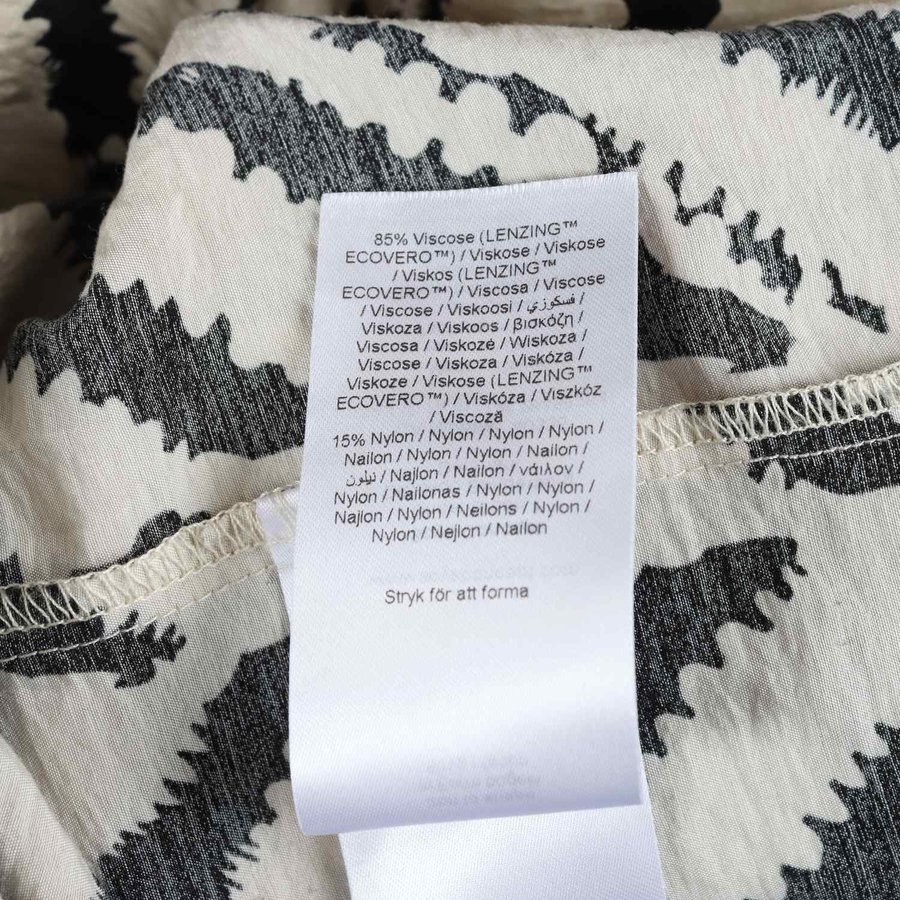 85% Viscose (LENZING™
ECOVERO™) / Viskose / Viskose
/ Viskos (LENZING™
ECOVERO™) / Viscosa / Viscose
/ Viscose / Viskoosi / فسكوزي /
Viskoza / Viskoos / βισκόζη /
Viscosa / Viskozė / Wiskoza /
Viscose / Viskoza / Viskóza /
Viskoze / Viskose (LENZING™
ECOVERO™) / Viskóza / Viszkóz
/ Viscoză
15% Nylon / Nylon / Nylon / Nylon /
Nailon / Nylon / Nylon / Nailon /
نيلون / Najlon / Nailon / νάιλον /
Nylon / Nailonas / Nylon / Nylon /
Najlon / Nylon / Neilons / Nylon /
Nylon / Nejlon / Nailon
Stryk för att forma